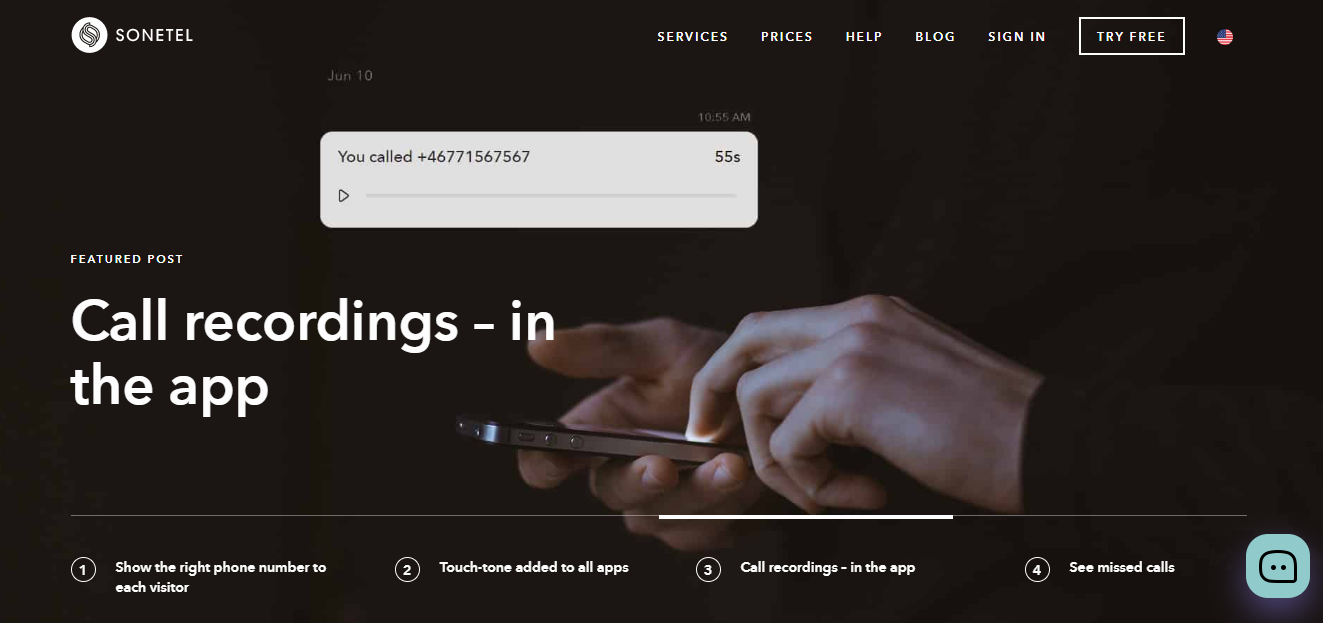 SONETEL
SERVICES
PRICES
HELP
BLOG
SIGN IN
TRY FREE
Jun 10
10:55 AM
You called +46771567567
55s
FEATURED POST
Call recordings – in
the app
1
Show the right phone number to
each visitor
2
Touch-tone added to all apps
3
Call recordings – in the app
4
See missed calls